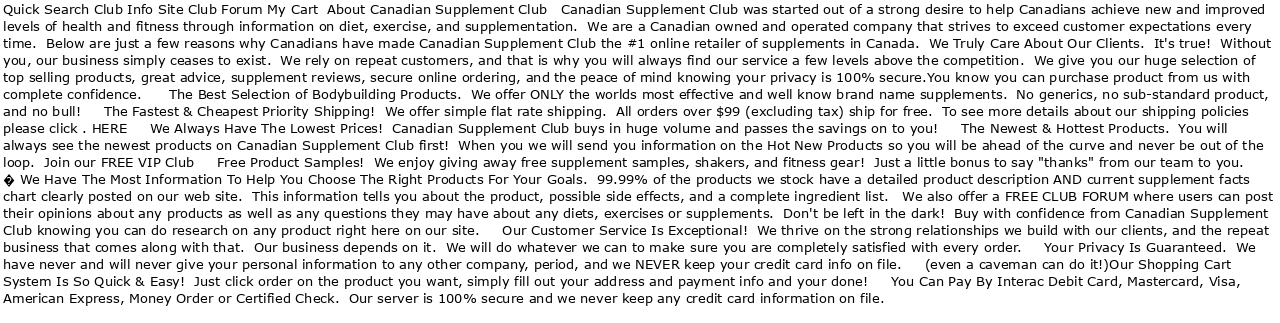 Quick Search Club Info Site Club Forum My Cart  About Canadian Supplement Club   Canadian Supplement Club was started out of a strong desire to help Canadians achieve new and improved
levels of health and fitness through information on diet, exercise, and supplementation.  We are a Canadian owned and operated company that strives to exceed customer expectations every
time.  Below are just a few reasons why Canadians have made Canadian Supplement Club the #1 online retailer of supplements in Canada.  We Truly Care About Our Clients.  It's true!  Without
you, our business simply ceases to exist.  We rely on repeat customers, and that is why you will always find our service a few levels above the competition.  We give you our huge selection of
top selling products, great advice, supplement reviews, secure online ordering, and the peace of mind knowing your privacy is 100% secure.You know you can purchase product from us with
complete confidence.      The Best Selection of Bodybuilding Products.  We offer ONLY the worlds most effective and well know brand name supplements.  No generics, no sub-standard product,
and no bull!     The Fastest & Cheapest Priority Shipping!  We offer simple flat rate shipping.  All orders over $99 (excluding tax) ship for free.  To see more details about our shipping policies
please click . HERE     We Always Have The Lowest Prices!  Canadian Supplement Club buys in huge volume and passes the savings on to you!     The Newest & Hottest Products.  You will
always see the newest products on Canadian Supplement Club first!  When you we will send you information on the Hot New Products so you will be ahead of the curve and never be out of the
loop.  Join our FREE VIP Club     Free Product Samples!  We enjoy giving away free supplement samples, shakers, and fitness gear!  Just a little bonus to say "thanks" from our team to you.
� We Have The Most Information To Help You Choose The Right Products For Your Goals.  99.99% of the products we stock have a detailed product description AND current supplement facts
chart clearly posted on our web site.  This information tells you about the product, possible side effects, and a complete ingredient list.   We also offer a FREE CLUB FORUM where users can post
their opinions about any products as well as any questions they may have about any diets, exercises or supplements.  Don't be left in the dark!  Buy with confidence from Canadian Supplement
Club knowing you can do research on any product right here on our site.     Our Customer Service Is Exceptional!  We thrive on the strong relationships we build with our clients, and the repeat
business that comes along with that.  Our business depends on it.  We will do whatever we can to make sure you are completely satisfied with every order.     Your Privacy Is Guaranteed.  We
have never and will never give your personal information to any other company, period, and we NEVER keep your credit card info on file.     (even a caveman can do it!)Our Shopping Cart
System Is So Quick & Easy!  Just click order on the product you want, simply fill out your address and payment info and your done!     You Can Pay By Interac Debit Card, Mastercard, Visa,
American Express, Money Order or Certified Check.  Our server is 100% secure and we never keep any credit card information on file.